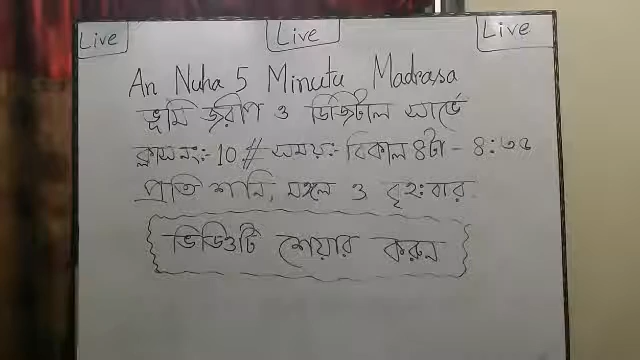 Live Live Live
An Nuha 5 Minute Madrasa
ভূমি জরীপ ও ডিজিটাল সার্ভে
ক্লাস নং:- 10 # সময়:- বিকাল ৪টা - ৪:৩৫
প্রতি শনি, মঙ্গল ও বৃহ:বার
ভিডিওটি শেয়ার করুন